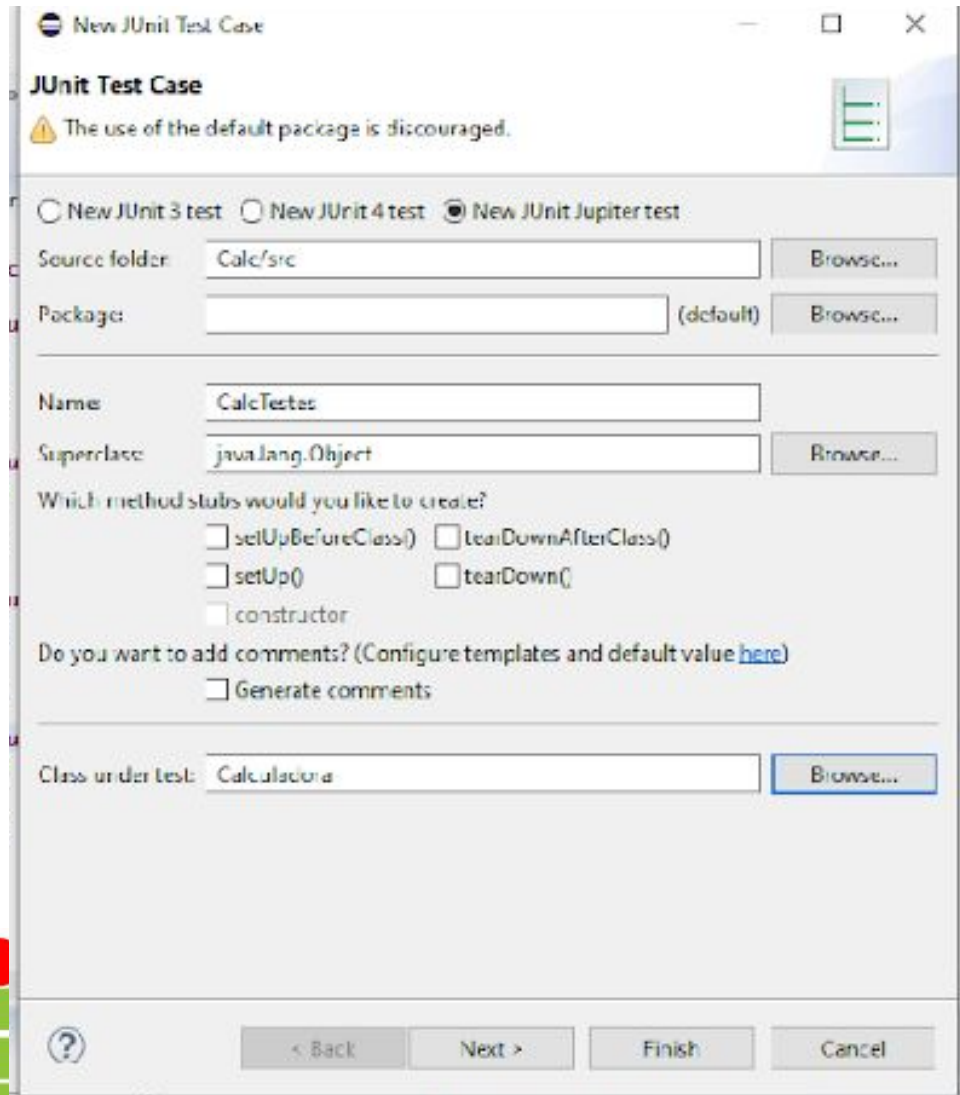 New JUnit Test Case
JUnit Test Case
The use of the default package is discouraged.
New JUnit 3 test New JUnit 4 test New JUnit Jupiter test
Source folder: Calc/src Browse...
Package: (default) Browse...
Name: CalcTestes
Superclass: java.lang.Object Browse...
Which method stubs would you like to create?
setUpBeforeClass() tearDownAfterClass()
setUp() tearDown()
constructor
Do you want to add comments? (Configure templates and default value here)
Generate comments
Class under test: Calculadora Browse...
? < Back Next > Finish Cancel